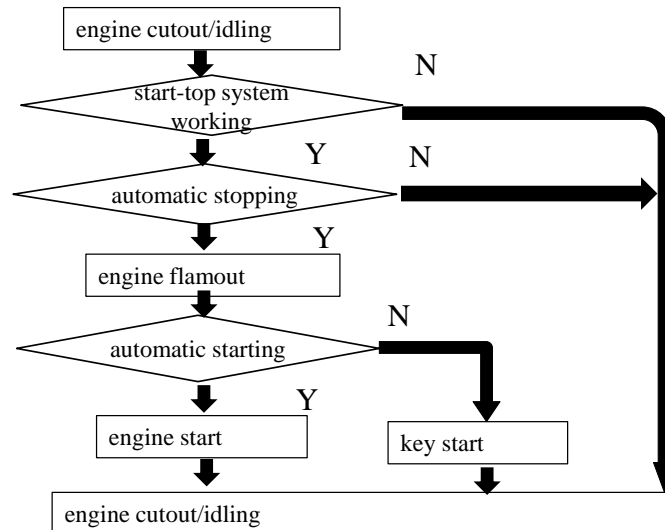 engine cutout/idling
N
start-top system
working
Y
N
automatic stopping
Y
engine flamout
N
automatic starting
Y
engine start
key start
engine cutout/idling